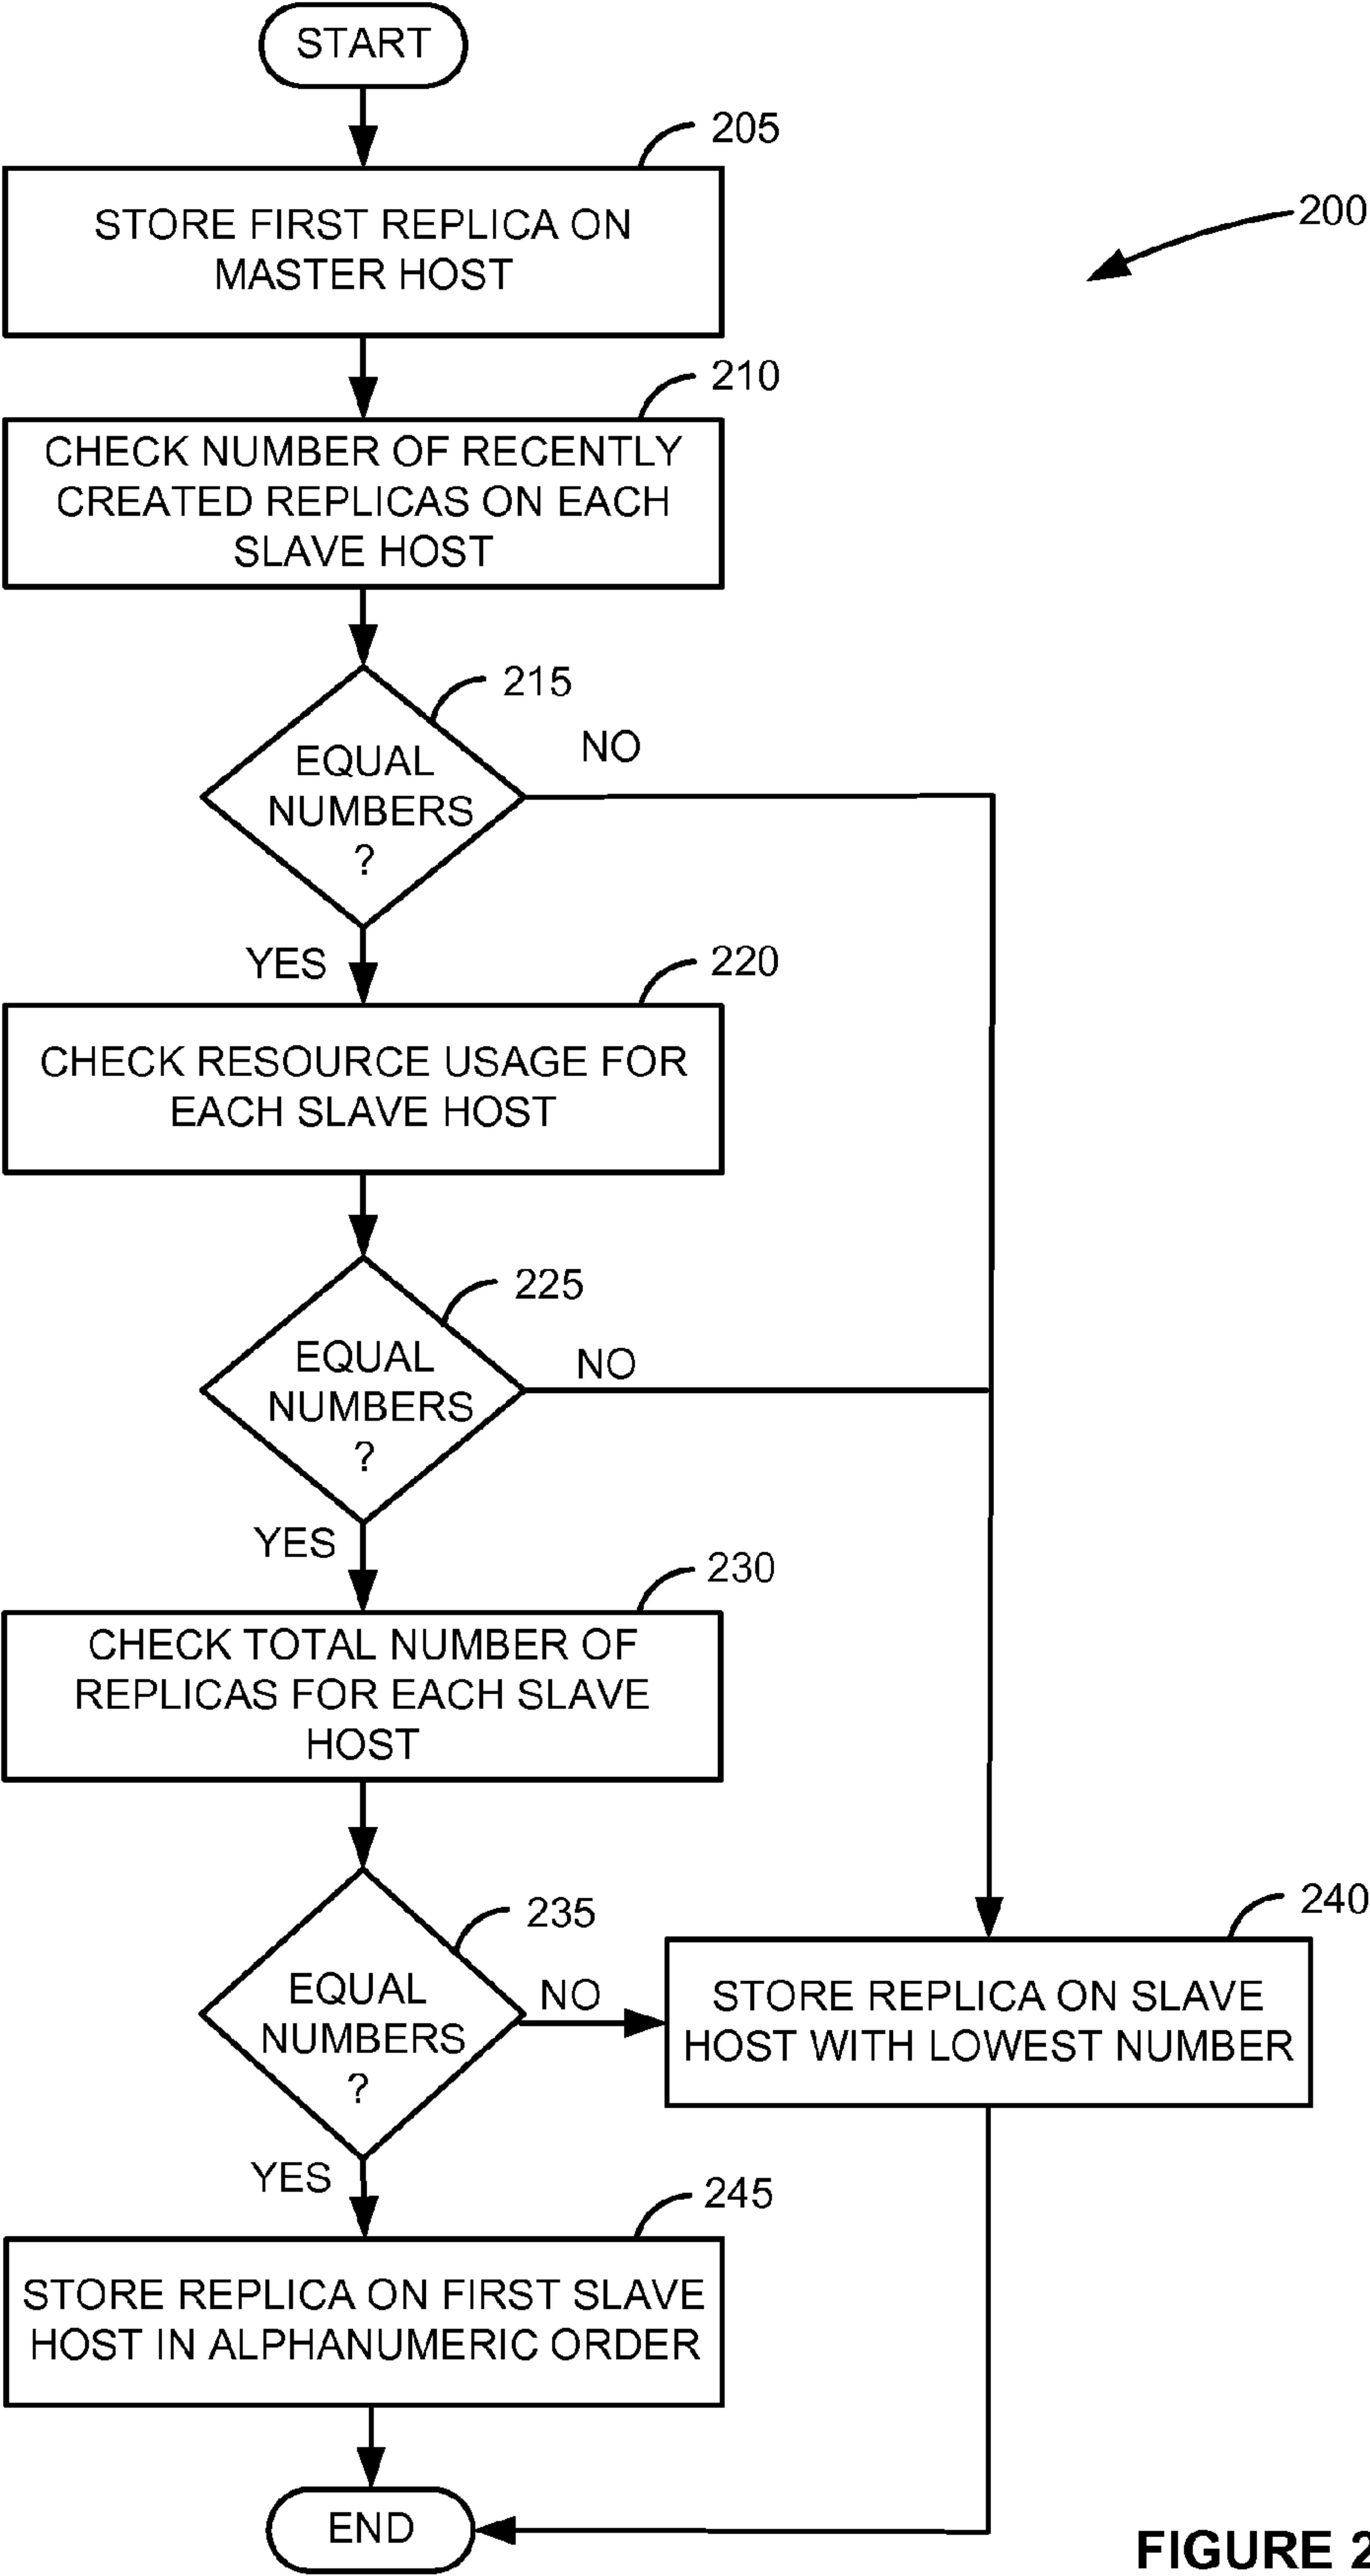 START
205
STORE FIRST REPLICA ON
MASTER HOST
200
210
CHECK NUMBER OF RECENTLY
CREATED REPLICAS ON EACH
SLAVE HOST
215
EQUAL
NUMBERS
?
NO
YES
220
CHECK RESOURCE USAGE FOR
EACH SLAVE HOST
225
EQUAL
NUMBERS
?
NO
YES
230
CHECK TOTAL NUMBER OF
REPLICAS FOR EACH SLAVE
HOST
235
EQUAL
NUMBERS
?
NO
240
STORE REPLICA ON SLAVE
HOST WITH LOWEST NUMBER
YES
245
STORE REPLICA ON FIRST SLAVE
HOST IN ALPHANUMERIC ORDER
END
FIGURE 2